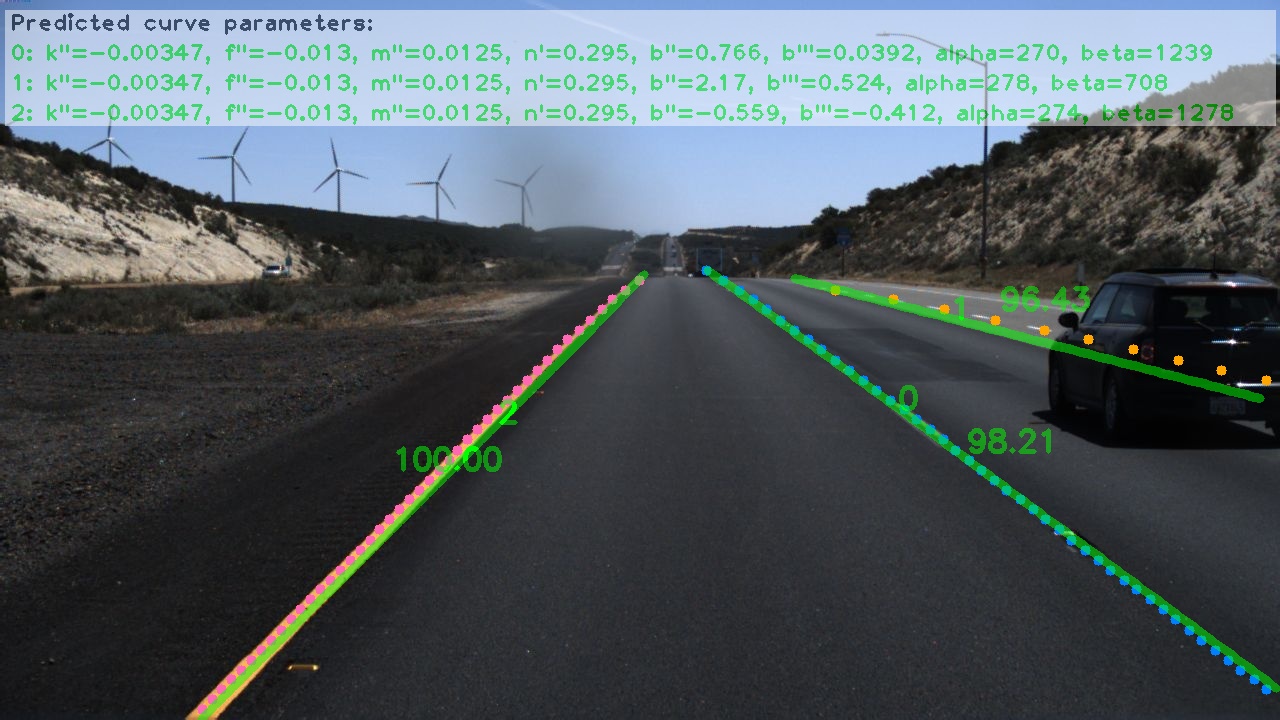 Predicted curve parameters:
0: k''=-0.00347, f''=-0.013, m''=0.0125, n'=0.295, b''=0.766, b'''=0.0392, alpha=270, beta=1239
1: k''=-0.00347, f''=-0.013, m''=0.0125, n'=0.295, b''=2.17, b'''=0.524, alpha=278, beta=708
2: k''=-0.00347, f''=-0.013, m''=0.0125, n'=0.295, b''=-0.559, b'''=-0.412, alpha=274, beta=1278
1 96.43
0
2
98.21
100.00